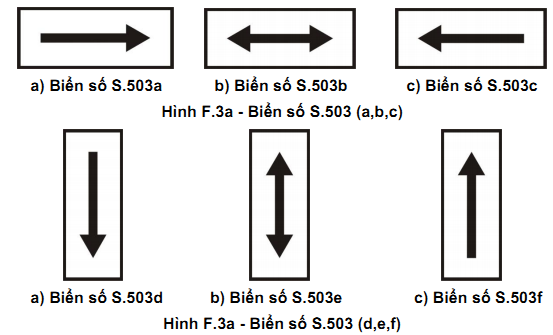 a) Biển số S.503a b) Biển số S.503b c) Biển số S.503c
Hình F.3a - Biển số S.503 (a,b,c)
a) Biển số S.503d b) Biển số S.503e c) Biển số S.503f
Hình F.3a - Biển số S.503 (d,e,f)